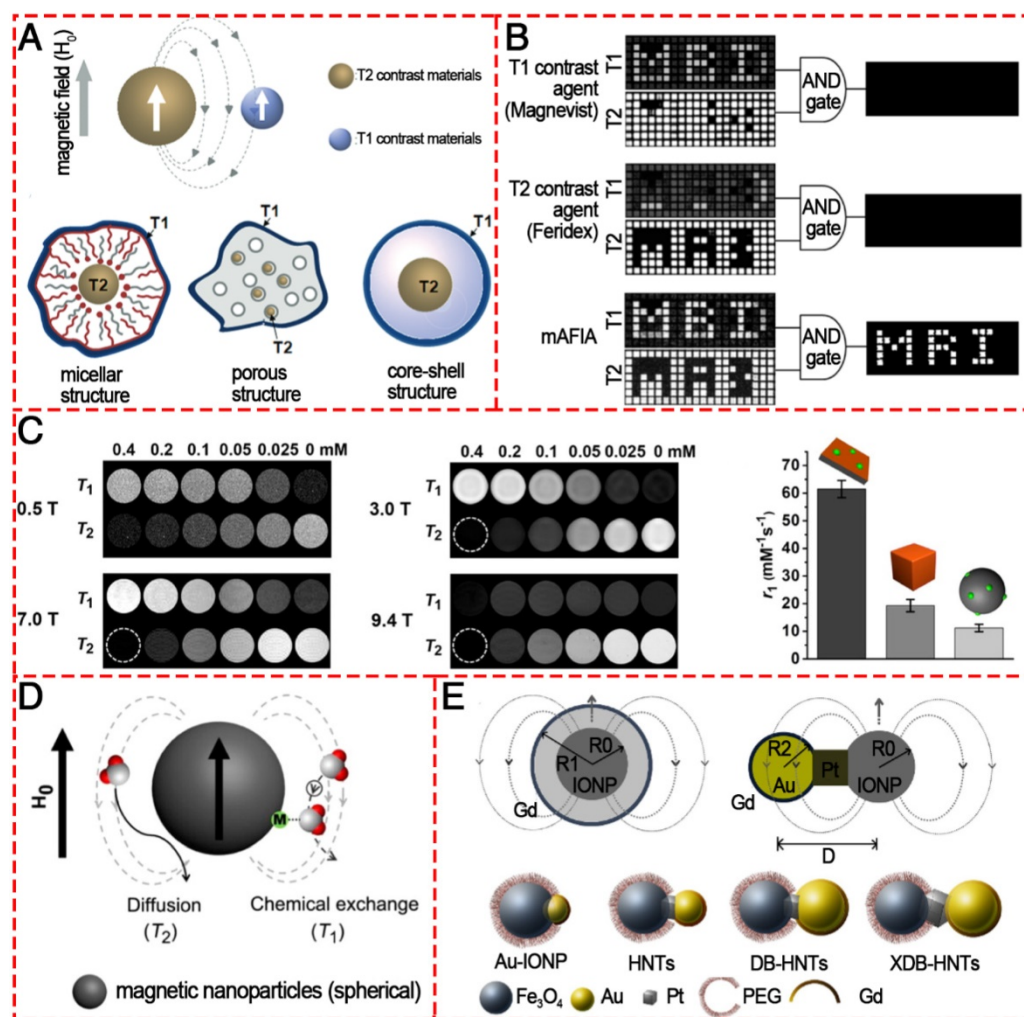 A
magnetic field (H0)
T2 contrast materials
T1 contrast materials
T1
T2
micellar
structure
T1
T2
porous
structure
T1
T2
core-shell
structure
B
T1 contrast
agent
(Magnevist)
T1
T2
AND
gate
T2 contrast
agent
(Feridex)
T1
T2
AND
gate
mAFIA
T1
T2
AND
gate
MRI
C
0.4 0.2 0.1 0.05 0.025 0 mM
0.5 T
T1
T2
7.0 T
T1
T2
0.4 0.2 0.1 0.05 0.025 0 mM
3.0 T
T1
T2
9.4 T
T1
T2
r1 (mM-1s-1)
70
60
50
40
30
20
10
0
D
H0
M
Diffusion
(T2)
Chemical exchange
(T1)
magnetic nanoparticles (spherical)
E
R1
R0
IONP
Gd
R2
Au
Pt
R0
IONP
Gd
D
Au-IONP
HNTs
DB-HNTs
XDB-HNTs
Fe3O4
Au
Pt
PEG
Gd